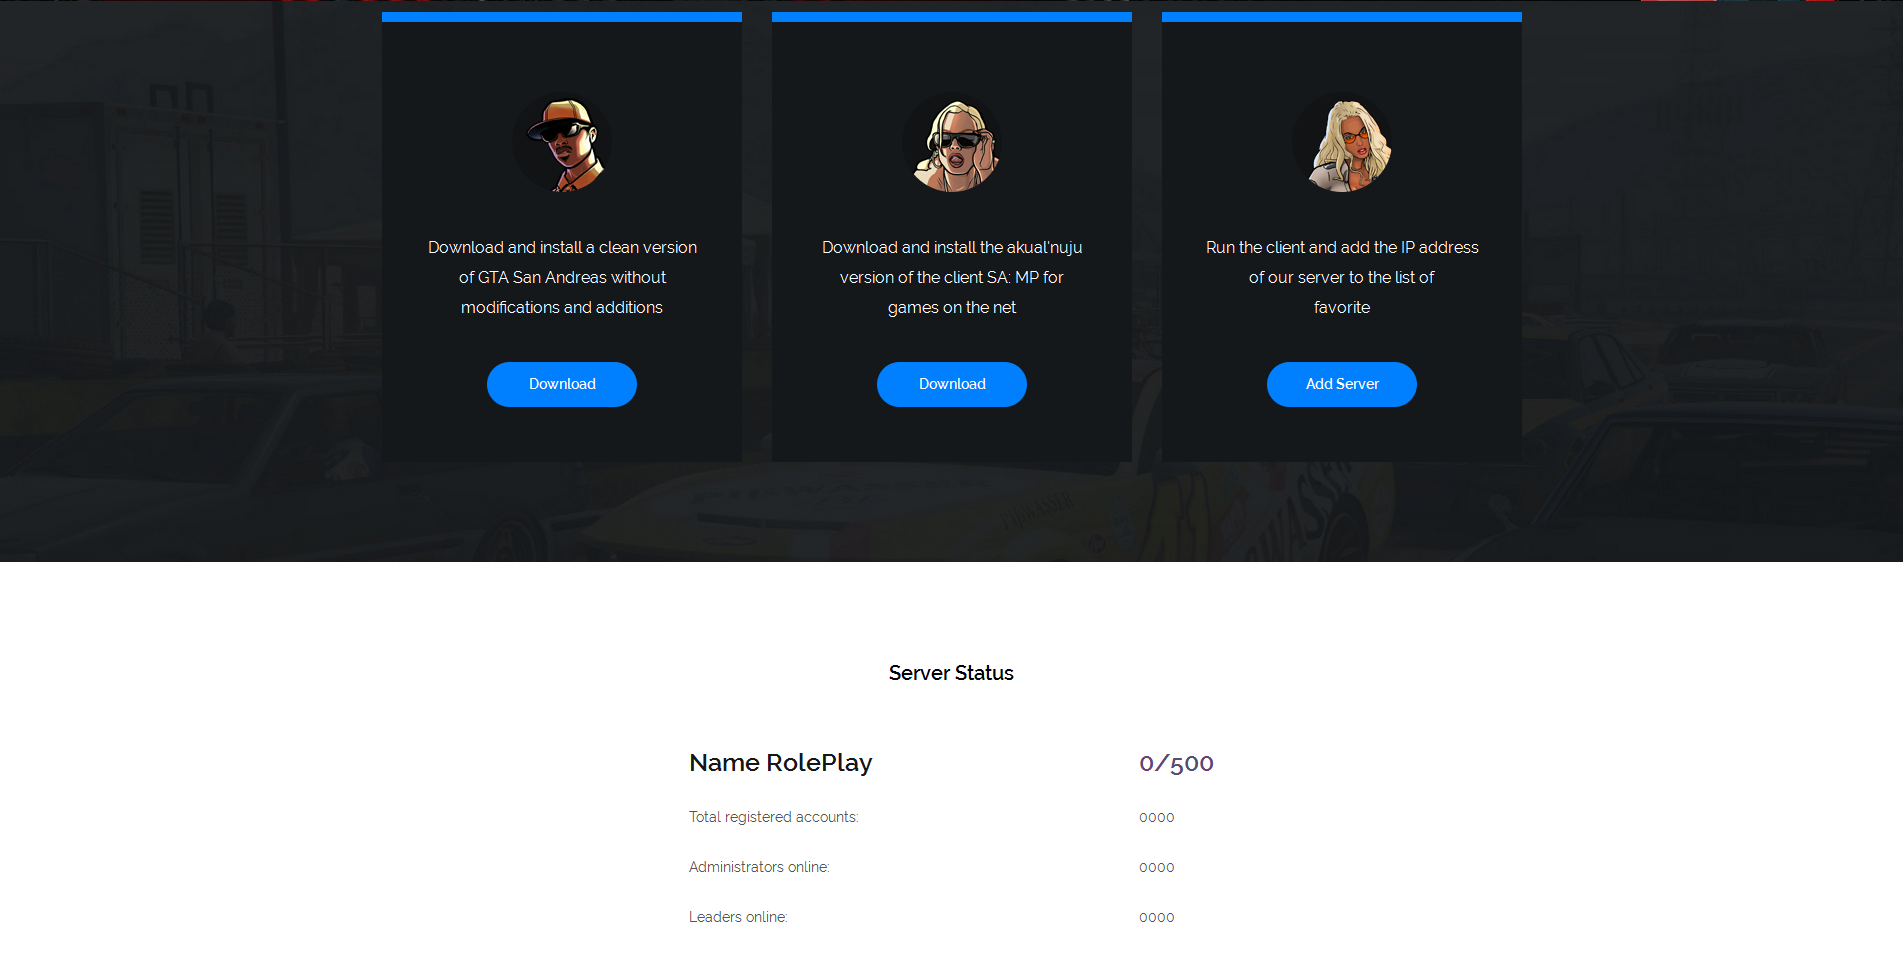 Download and install a clean version
of GTA San Andreas without
modifications and additions
Download
Download and install the akual'nuju
version of the client SA: MP for
games on the net
Download
Run the client and add the IP address
of our server to the list of
favorite
Add Server
PIßWASSER
Server Status
Name RolePlay 0/500
Total registered accounts: 0000
Administrators online: 0000
Leaders online: 0000